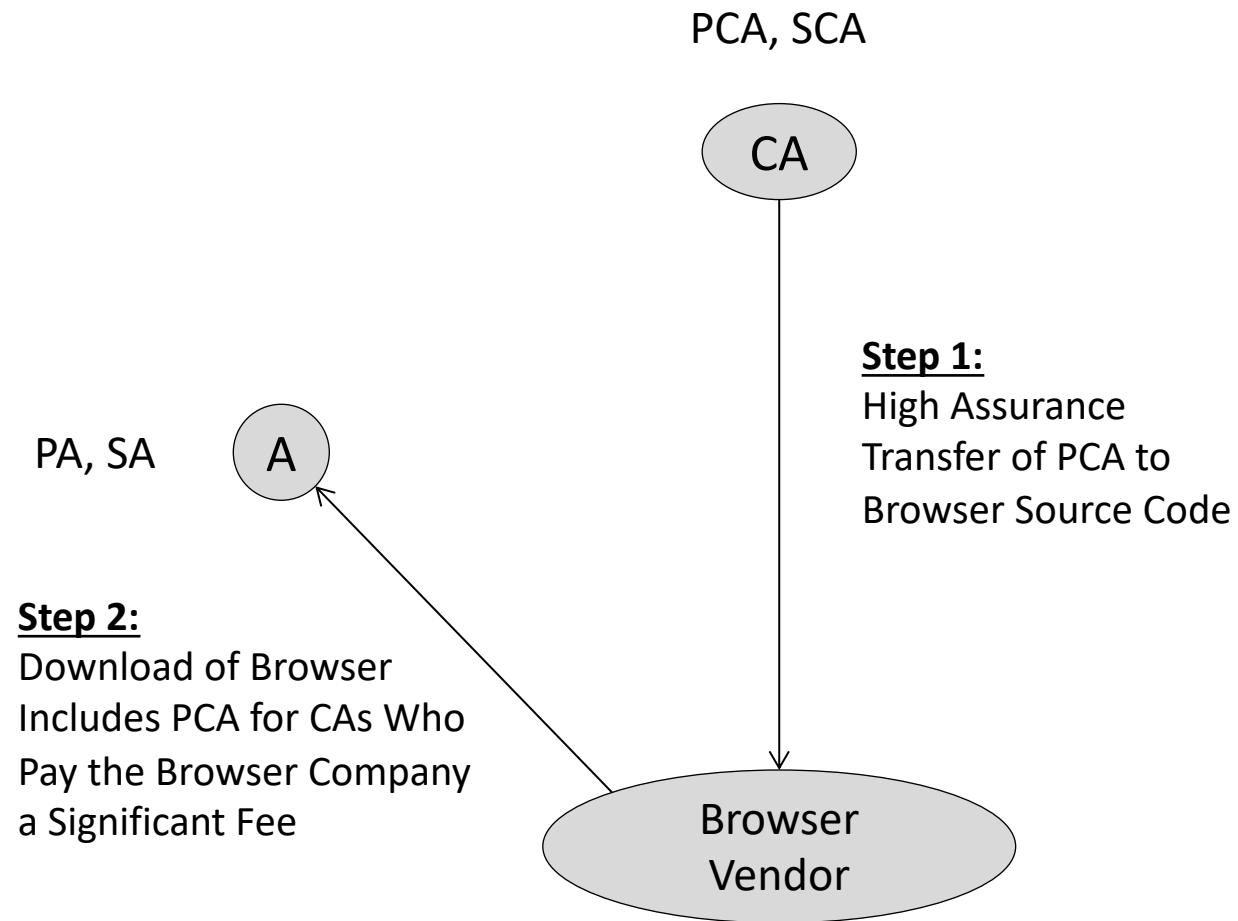 PCA, SCA
CA
Step 1:
High Assurance
Transfer of PCA to
Browser Source Code
PA, SA
A
Step 2:
Download of Browser
Includes PCA for CAs Who
Pay the Browser Company
a Significant Fee
Browser
Vendor